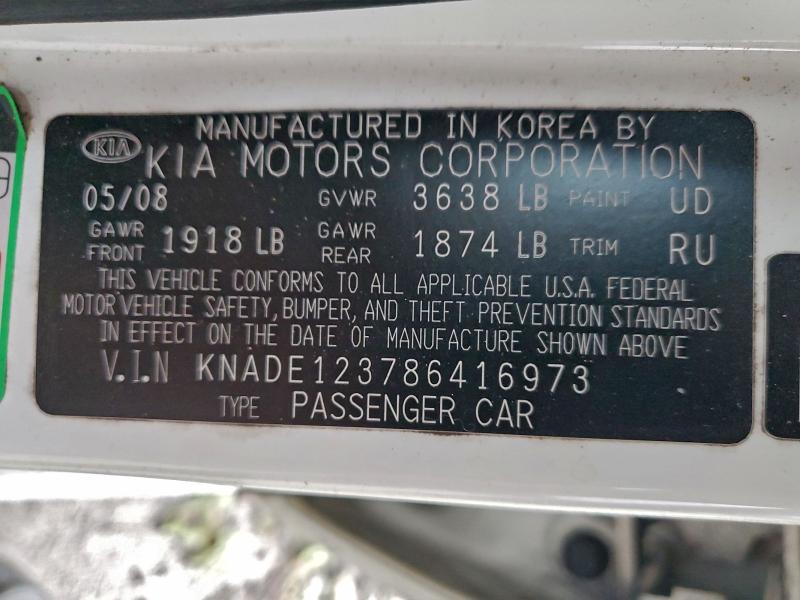 MANUFACTURED IN KOREA BY
KIA KIA MOTORS CORPORATION
05/08 GVWR 3638 LB PAINT UD
GAWR FRONT 1918 LB GAWR REAR 1874 LB TRIM RU
THIS VEHICLE CONFORMS TO ALL APPLICABLE U.S.A. FEDERAL
MOTOR VEHICLE SAFETY, BUMPER, AND THEFT PREVENTION STANDARDS
IN EFFECT ON THE DATE OF MANUFACTURE SHOWN ABOVE
V.I.N KNADE123786416973
TYPE PASSENGER CAR